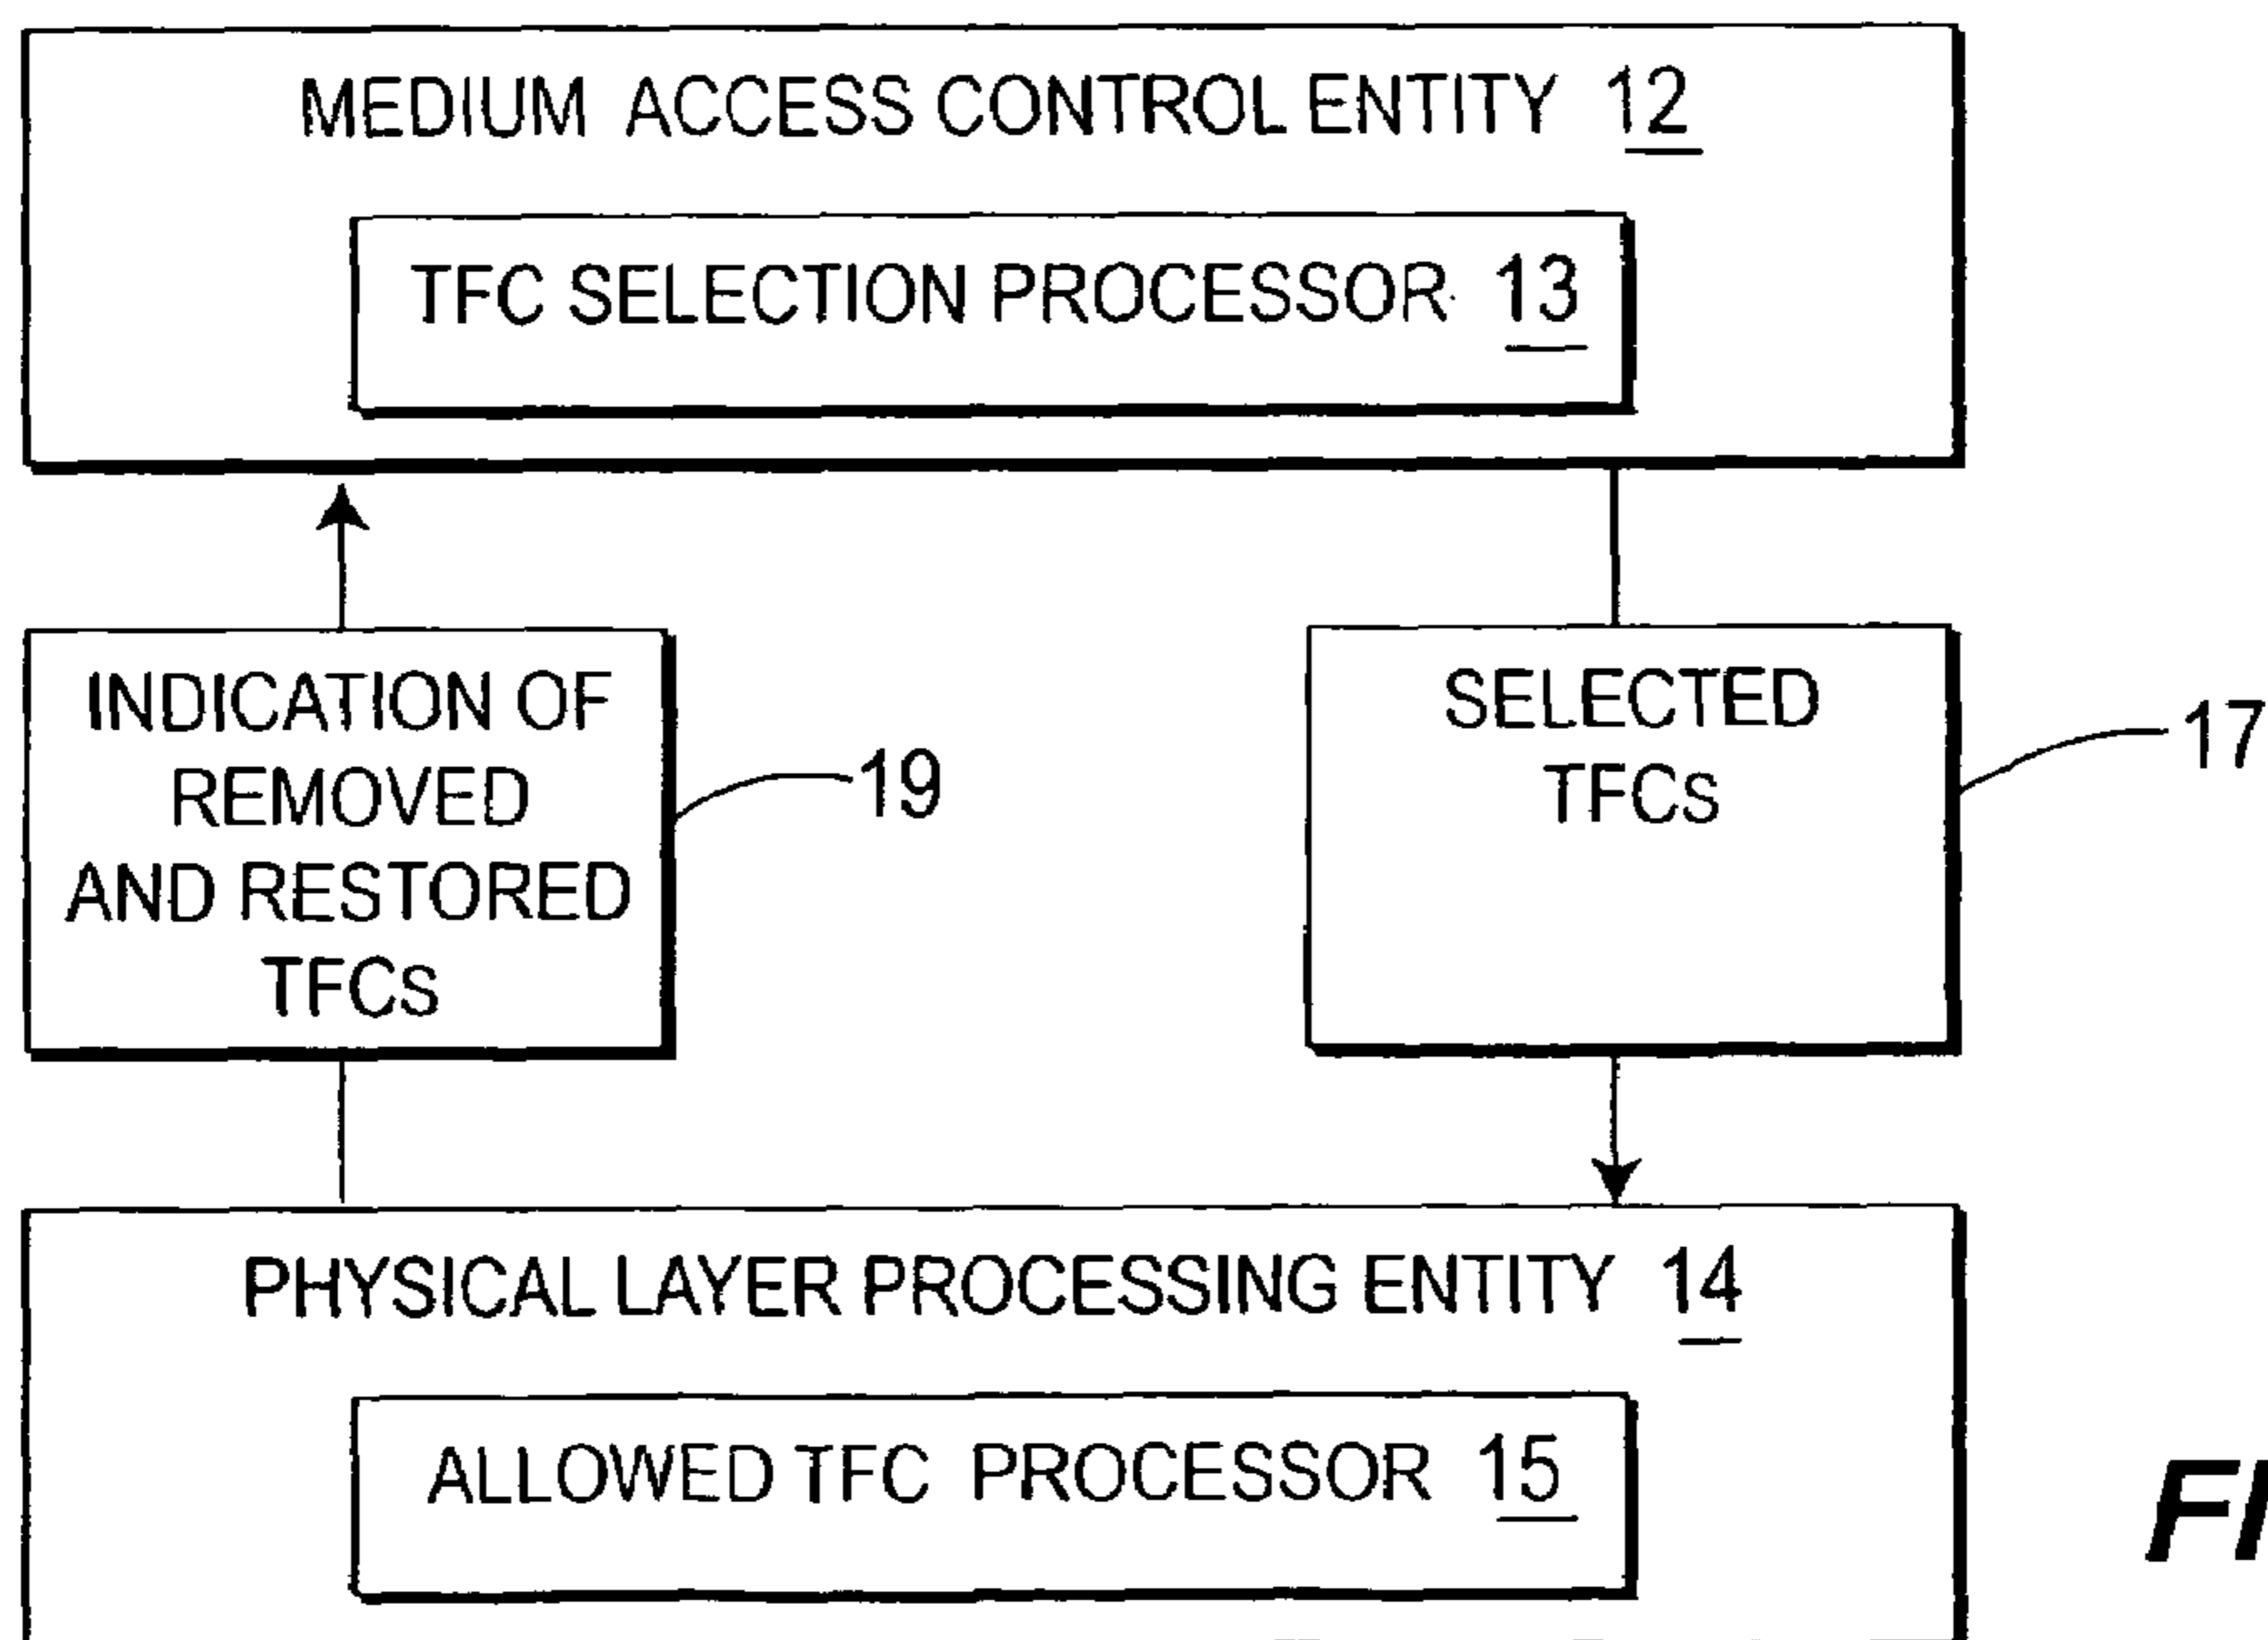 MEDIUM ACCESS CONTROL ENTITY 12
TFC SELECTION PROCESSOR 13
INDICATION OF
REMOVED
AND RESTORED
TFCs
19
SELECTED
TFCs
17
PHYSICAL LAYER PROCESSING ENTITY 14
ALLOWED TFC PROCESSOR 15